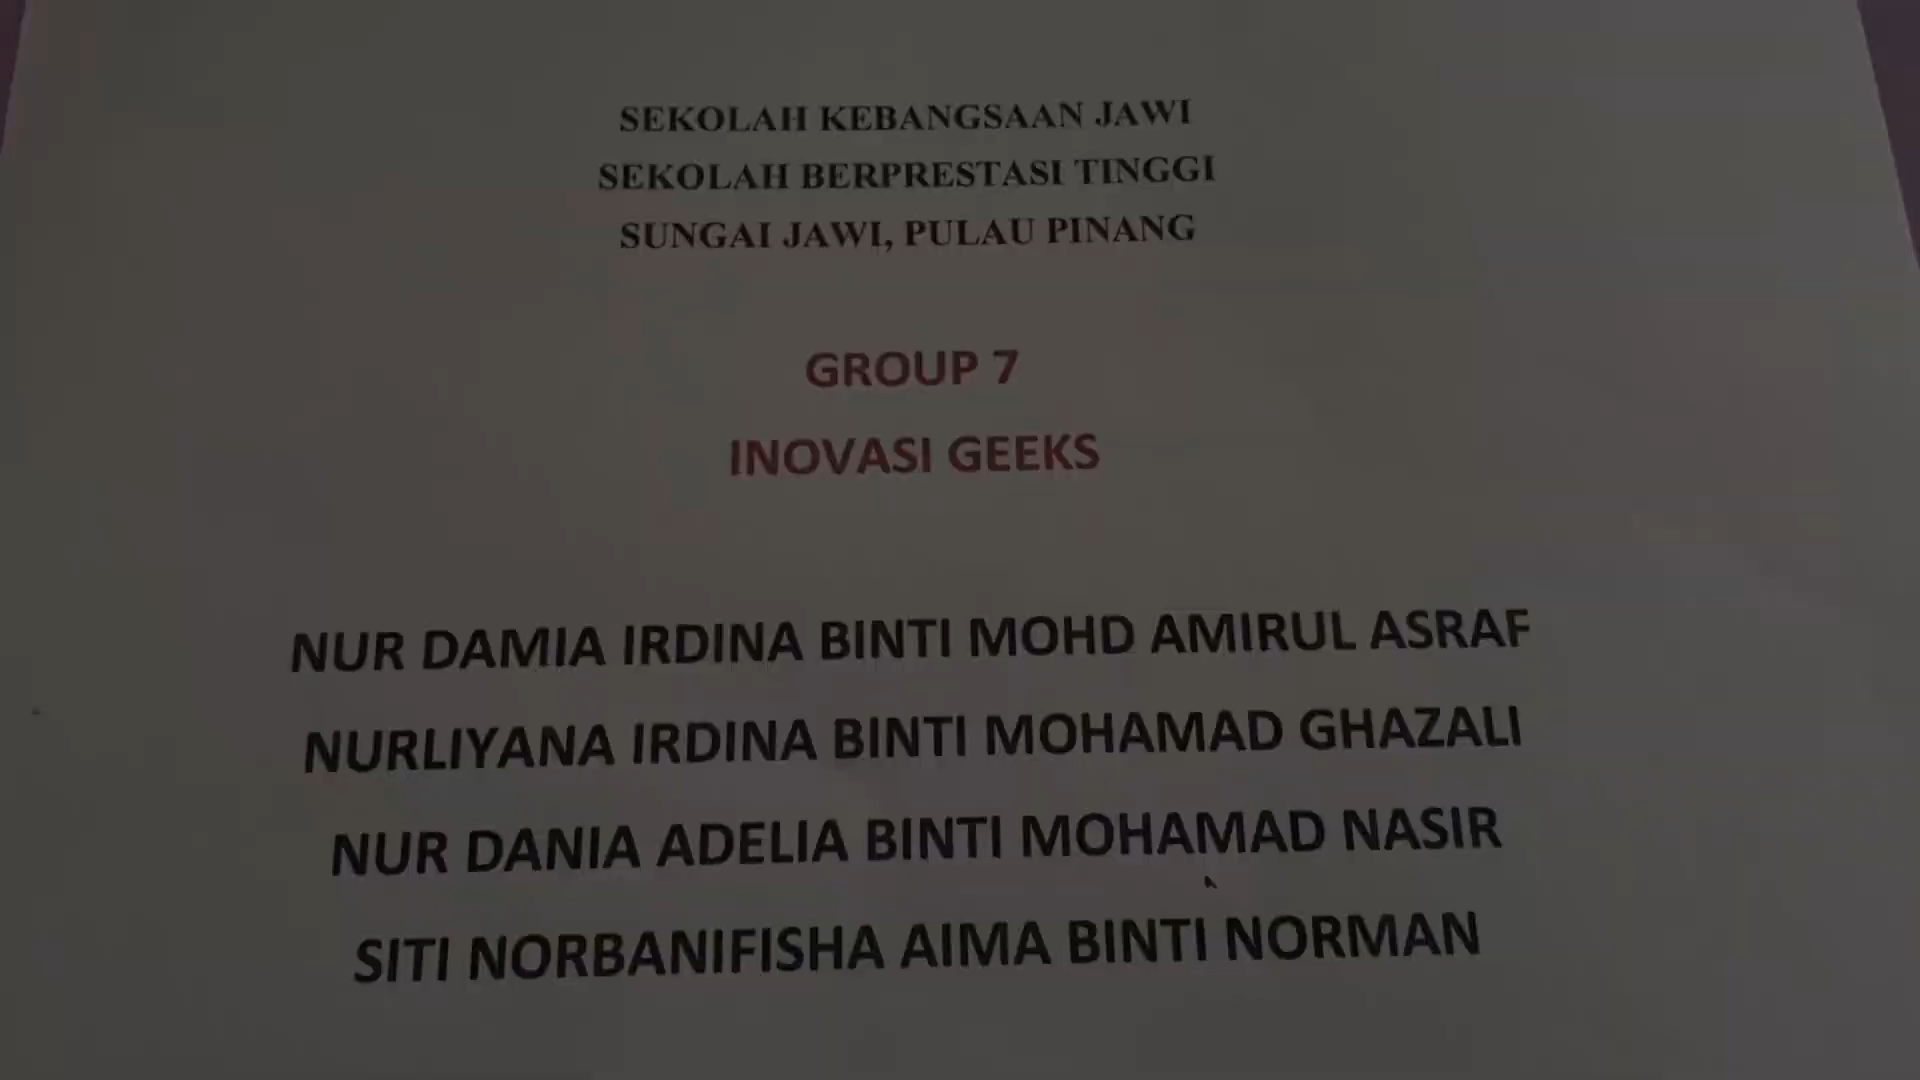 SEKOLAH KEBANGSAAN JAWI
SEKOLAH BERPRESTASI TINGGI
SUNGAI JAWI, PULAU PINANG
GROUP 7
INOVASI GEEKS
NUR DAMIA IRDINA BINTI MOHD AMIRUL ASRAF
NURLIYANA IRDINA BINTI MOHAMAD GHAZALI
NUR DANIA ADELIA BINTI MOHAMAD NASIR
SITI NORBANIFISHA AIMA BINTI NORMAN